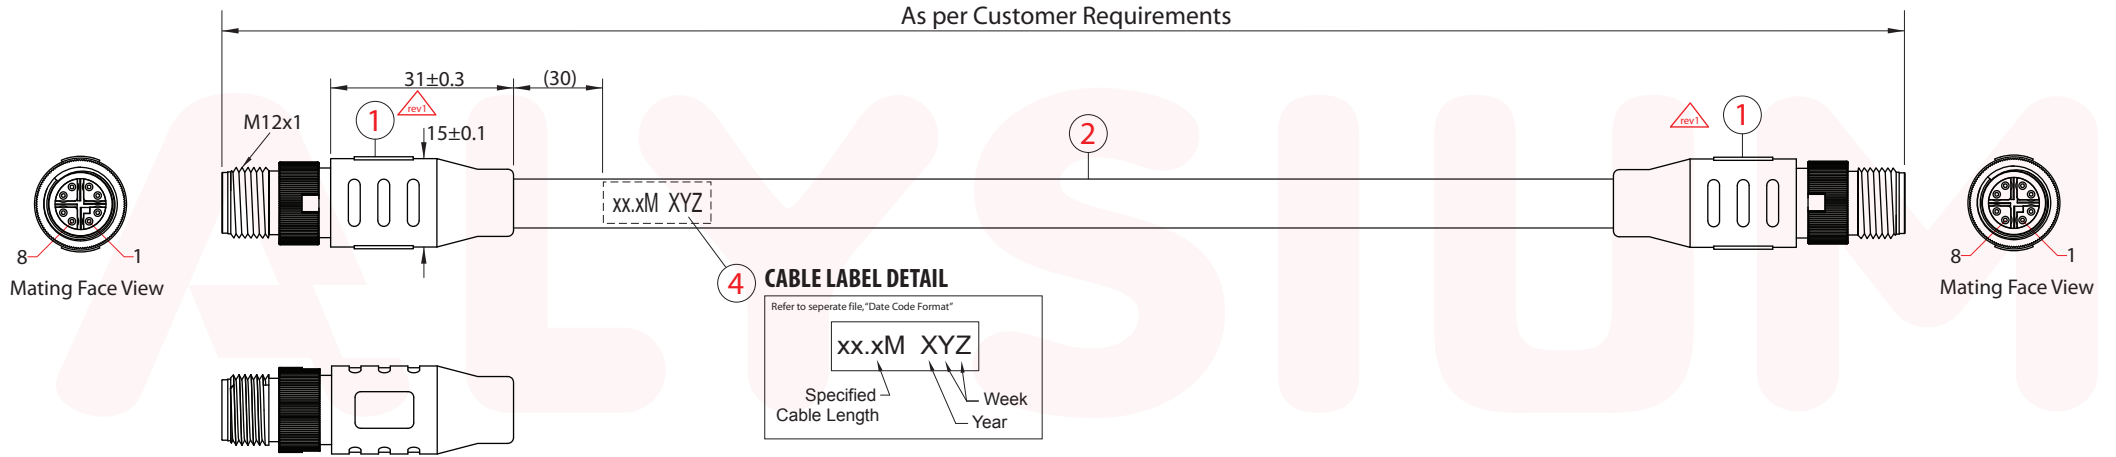 As per Customer Requirements
31±0.3
(30)
M12x1
1
rev1
15±0.1
2
rev1
1
xx.xM XYZ
8
1
Mating Face View
4
CABLE LABEL DETAIL
Refer to seperate file,"Date Code Format"
xx.xM XYZ
Specified
Cable Length
Week
Year
8
1
Mating Face View
ALYSIUM